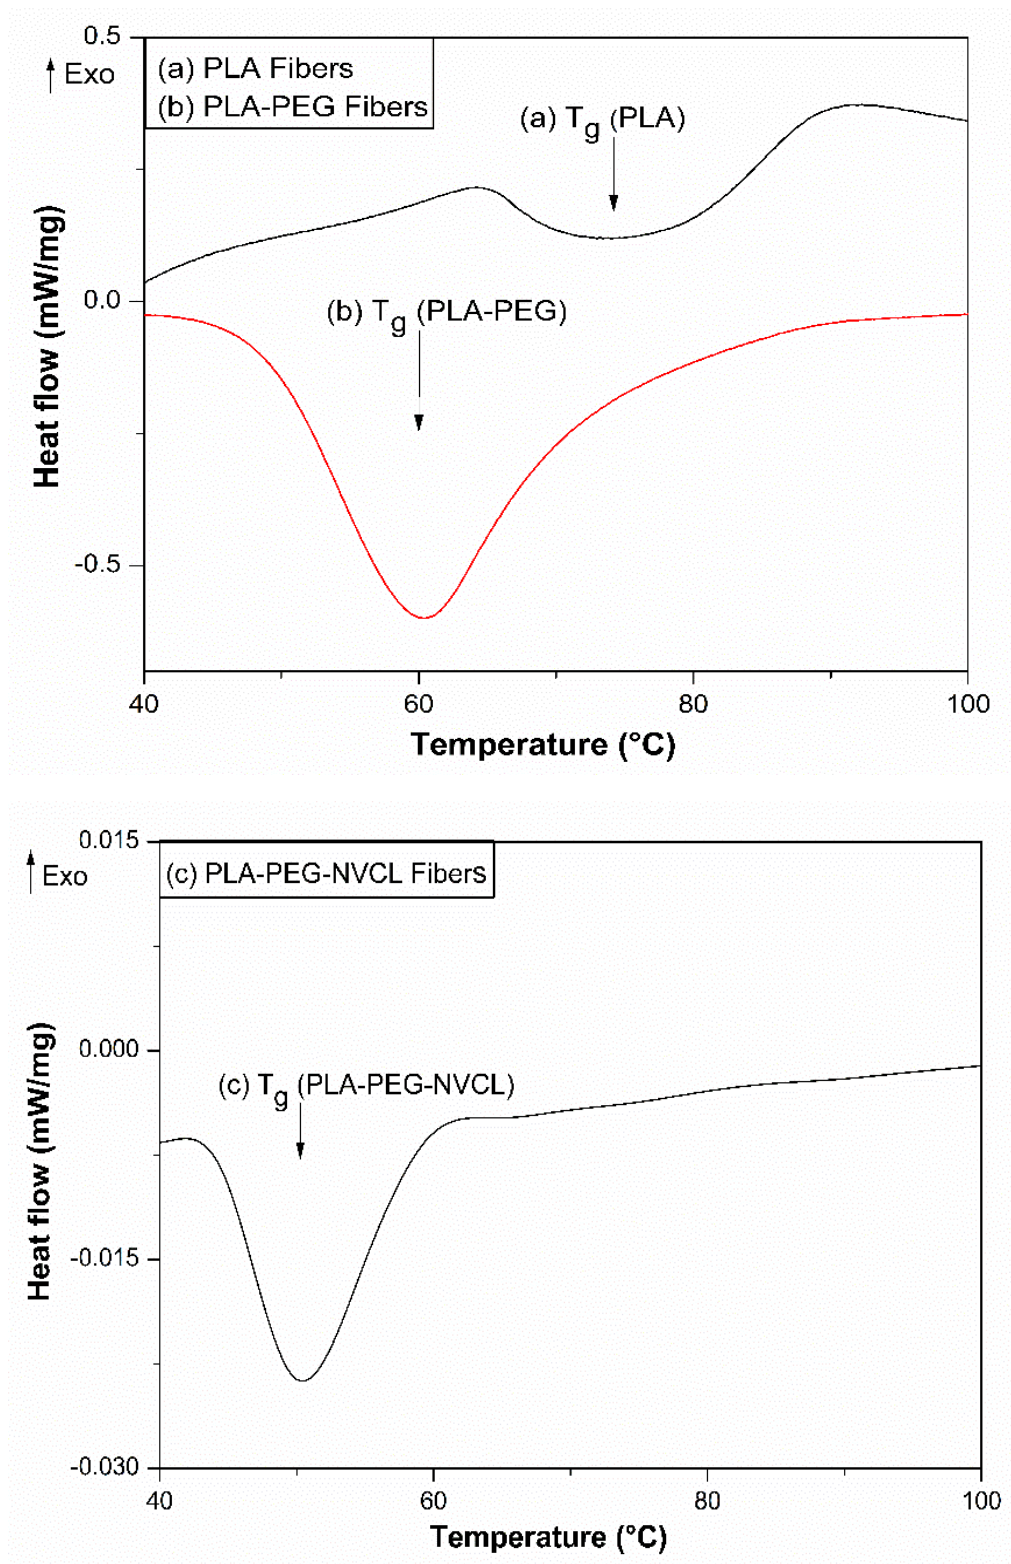 0.5
↑ Exo
(a) PLA Fibers
(b) PLA-PEG Fibers
(a) Tg (PLA)
0.0
(b) Tg (PLA-PEG)
Heat flow (mW/mg)
-0.5
40
60
80
100
Temperature (°C)
0.015
↑ Exo
(c) PLA-PEG-NVCL Fibers
0.000
(c) Tg (PLA-PEG-NVCL)
Heat flow (mW/mg)
-0.015
-0.030
40
60
80
100
Temperature (°C)